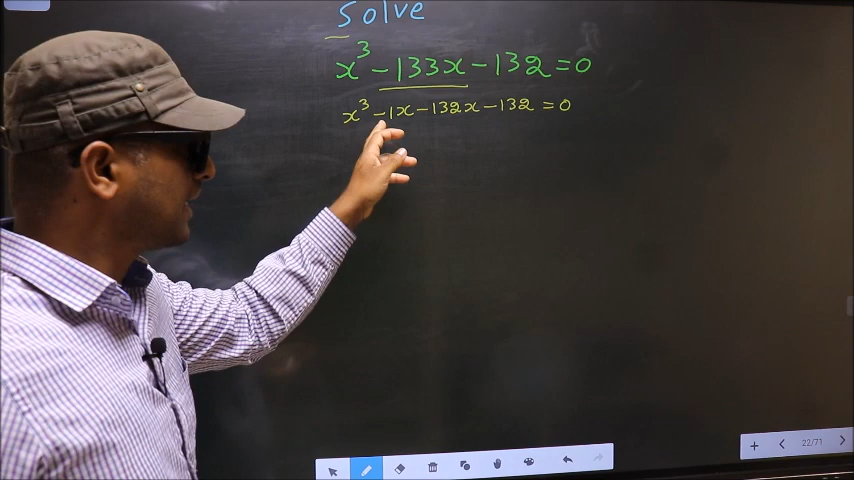 Solve
x³ - 133x - 132 = 0
x³ - 1x - 132x - 132 = 0
22/71